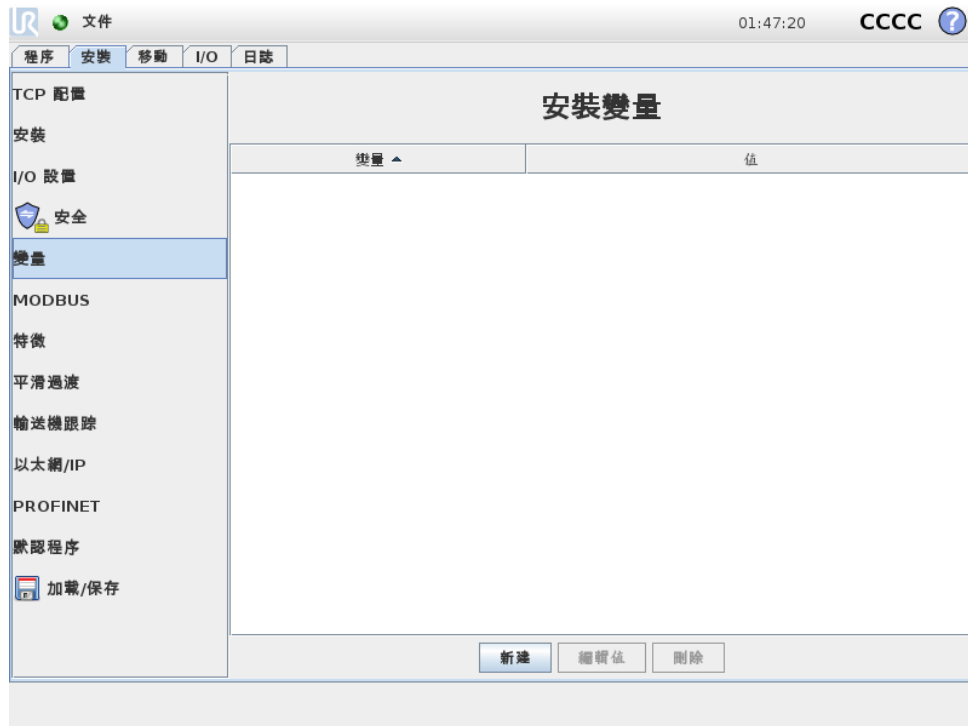 UR 文件 01:47:20 CCCC ?
程序 安裝 移動 I/O 日誌
TCP 配置
安裝變量
安裝
變量 值
I/O 設置
安全
變量
MODBUS
特徵
平滑過渡
輸送機跟踪
以太網/IP
PROFINET
默認程序
加載/保存
新建 編輯值 刪除